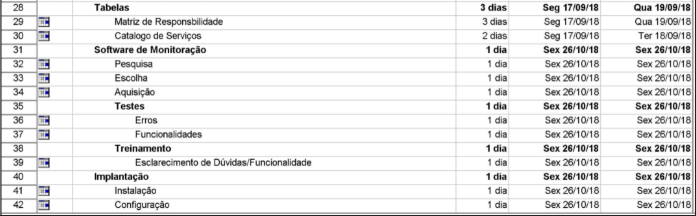 28 Tabelas 3 dias Seg 17/09/18 Qua 19/09/18
29 Matriz de Responsbilidade 3 dias Seg 17/09/18 Qua 19/09/18
30 Catalogo de Serviços 2 dias Seg 17/09/18 Ter 18/09/18
31 Software de Monitoração 1 dia Sex 26/10/18 Sex 26/10/18
32 Pesquisa 1 dia Sex 26/10/18 Sex 26/10/18
33 Escolha 1 dia Sex 26/10/18 Sex 26/10/18
34 Aquisição 1 dia Sex 26/10/18 Sex 26/10/18
35 Testes 1 dia Sex 26/10/18 Sex 26/10/18
36 Erros 1 dia Sex 26/10/18 Sex 26/10/18
37 Funcionalidades 1 dia Sex 26/10/18 Sex 26/10/18
38 Treinamento 1 dia Sex 26/10/18 Sex 26/10/18
39 Esclarecimento de Dúvidas/Funcionalidade 1 dia Sex 26/10/18 Sex 26/10/18
40 Implantação 1 dia Sex 26/10/18 Sex 26/10/18
41 Instalação 1 dia Sex 26/10/18 Sex 26/10/18
42 Configuração 1 dia Sex 26/10/18 Sex 26/10/18